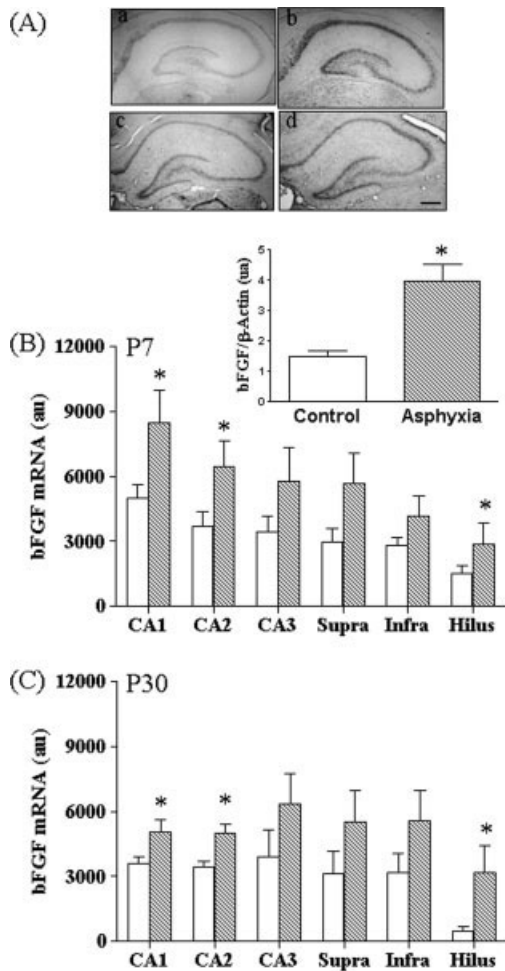 (A)
a
b
c
d
5
4
3
2
1
0
bFGF/β-Actin (ua)
*
Control
Asphyxia
(B)
P7
12000
9000
6000
3000
0
bFGF mRNA (au)
*
*
*
CA1
CA2
CA3
Supra
Infra
Hilus
(C)
P30
12000
9000
6000
3000
0
bFGF mRNA (au)
*
*
*
CA1
CA2
CA3
Supra
Infra
Hilus